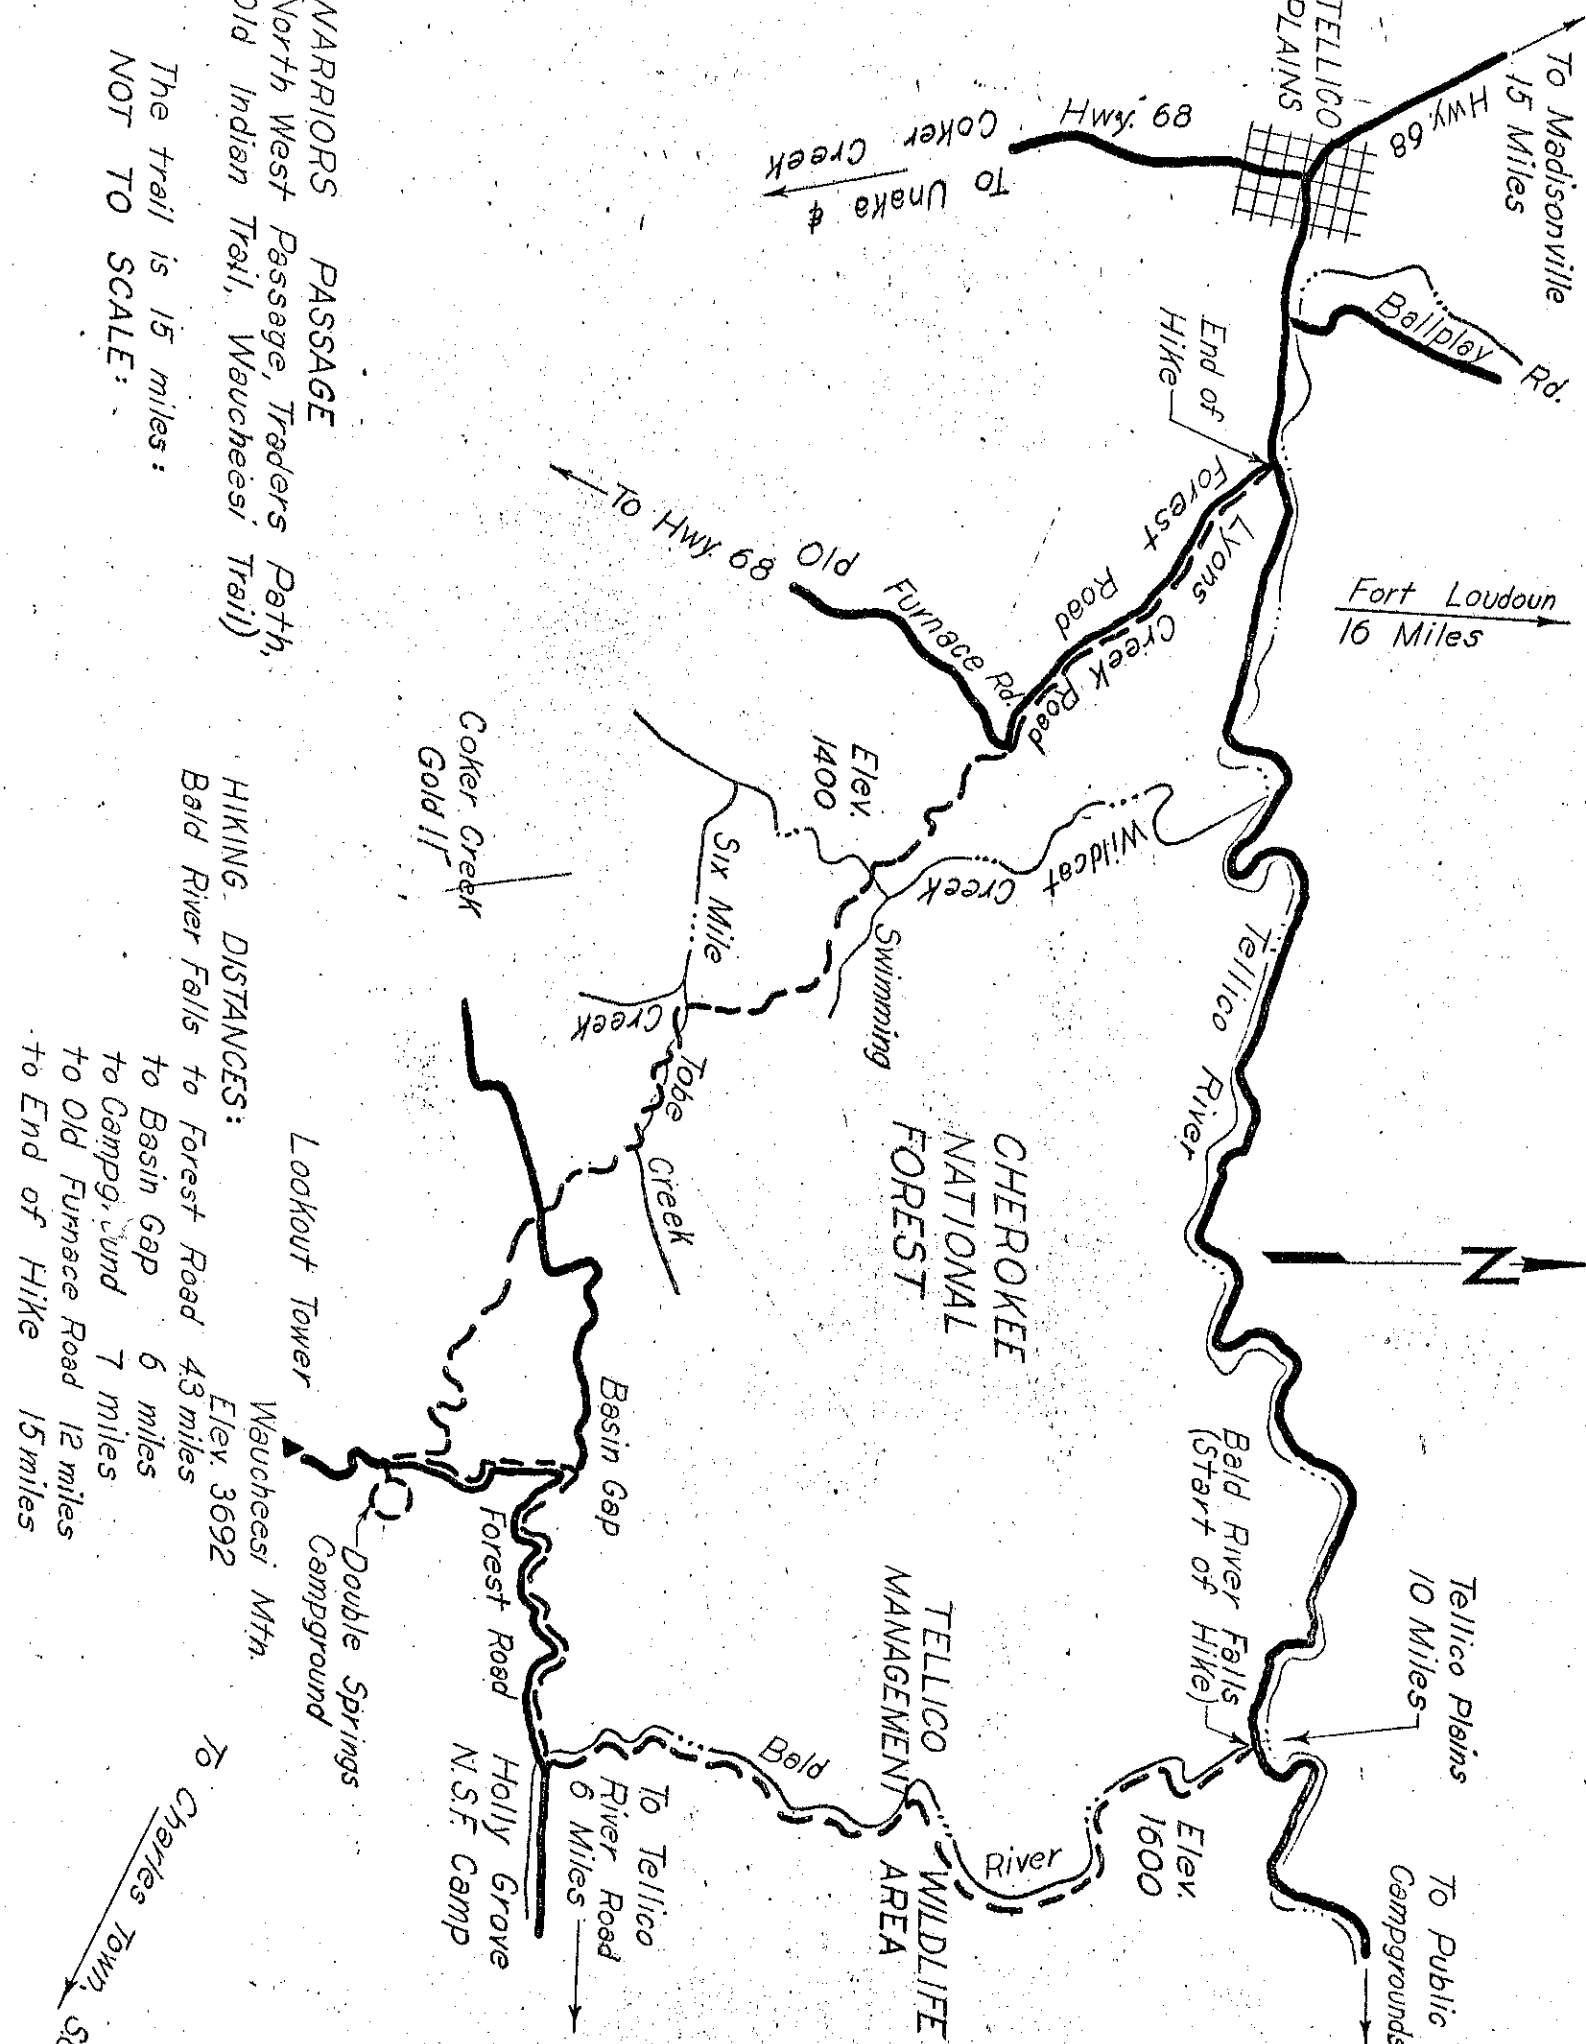 To Madisonville
15 Miles
Hwy. 68
TELLICO
PLAINS
Hwy. 68
To Unaka &
Coker Creek
Ballplay Rd.
End of
Hike
Fort Loudoun
16 Miles
Lyons Creek Road
Forest Road
Old Furnace Rd.
To Hwy. 68
Tellico River
Wildcat
Creek
Elev.
1400
Swimming
Six Mile
Creek
Coker Creek
Gold!!
Tobe Creek
CHEROKEE
NATIONAL
FOREST
N
Bald River Falls
(Start of Hike)
Tellico Plains
10 Miles
To Public
Campgrounds
Elev.
1600
Bald River
TELLICO WILDLIFE
MANAGEMENT AREA
To Tellico
River Road
6 Miles
Holly Grove
N.S.F. Camp
Basin Gap
Forest Road
Double Springs
Campground
Lookout Tower
Waucheesi Mtn.
Elev. 3692
To Charles Town,
WARRIORS PASSAGE
North West Passage, Traders Path,
Old Indian Trail, Waucheesi Trail)
The trail is 15 miles:
NOT TO SCALE:
HIKING DISTANCES:
Bald River Falls to Forest Road 4.3 miles
to Basin Gap 6 miles
to Campground 7 miles
to Old Furnace Road 12 miles
to End of Hike 15 miles